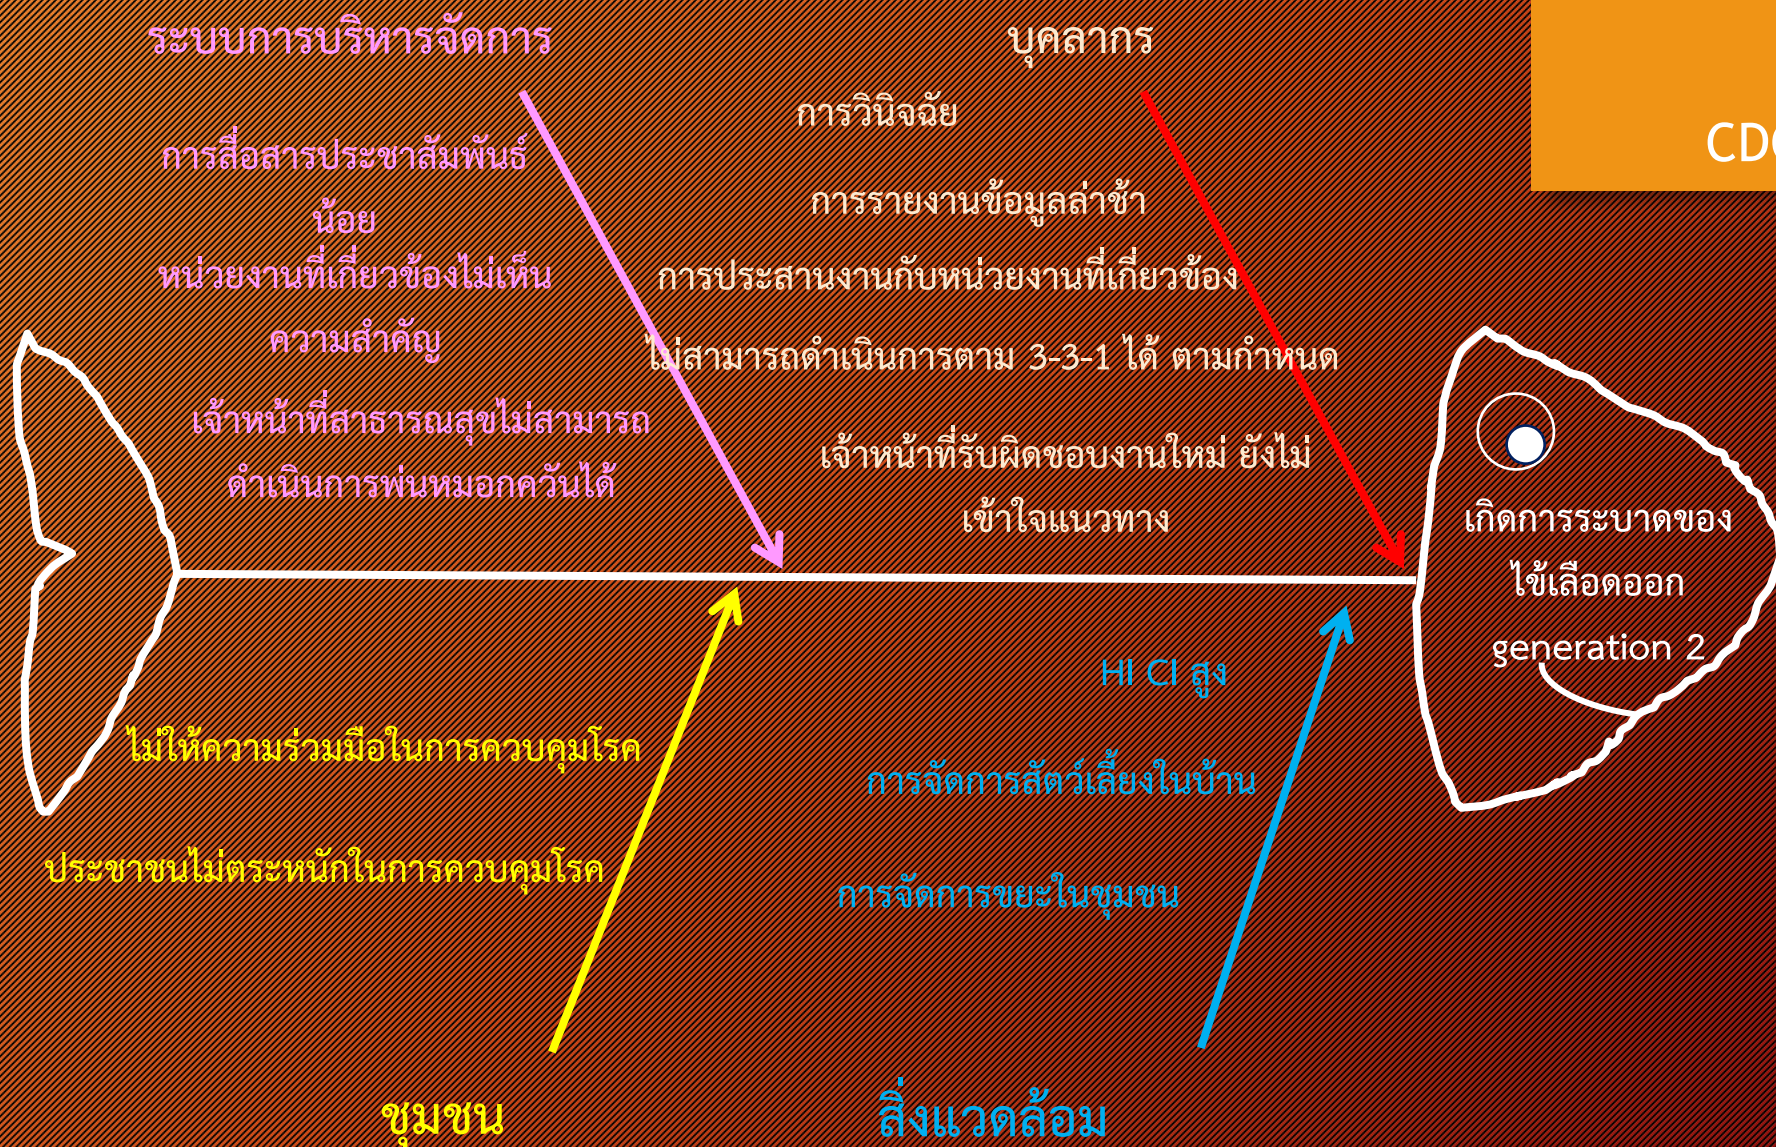 ระบบการบริหารจัดการ
การสื่อสารประชาสัมพันธ์
น้อย
หน่วยงานที่เกี่ยวข้องไม่เห็น
ความสำคัญ
เจ้าหน้าที่สาธารณสุขไม่สามารถ
ดำเนินการพ่นหมอกควันได้
บุคลากร
การวินิจฉัย
การรายงานข้อมูลล่าช้า
การประสานงานกับหน่วยงานที่เกี่ยวข้อง
ไม่สามารถดำเนินการตาม 3-3-1 ได้ ตามกำหนด
เจ้าหน้าที่รับผิดชอบงานใหม่ ยังไม่
เข้าใจแนวทาง
เกิดการระบาดของ
ไข้เลือดออก
generation 2
ไม่ให้ความร่วมมือในการควบคุมโรค
ประชาชนไม่ตระหนักในการควบคุมโรค
ชุมชน
HI CI สูง
การจัดการสัตว์เลี้ยงในบ้าน
การจัดการขยะในชุมชน
สิ่งแวดล้อม